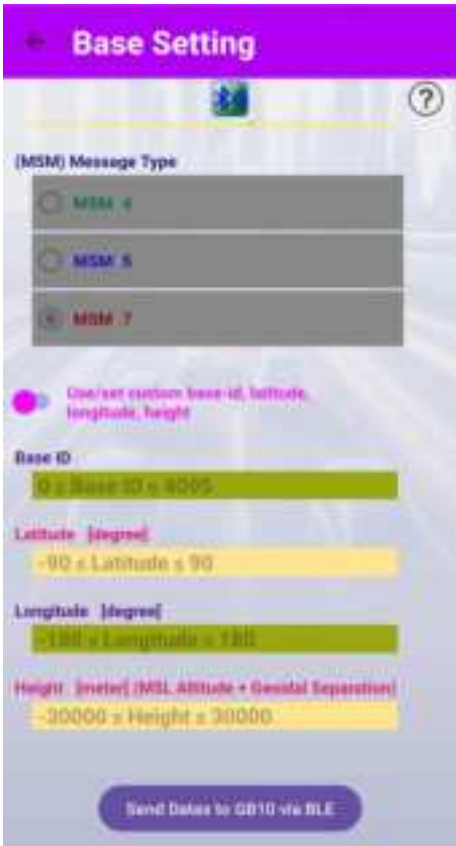 Base Setting
?
(MSM) Message Type
MSM 4
MSM 5
MSM 7
Use/set custom base-id, latitude,
longitude, height
Base ID
0 ≤ Base ID ≤ 4095
Latitude [degree]
-90 ≤ Latitude ≤ 90
Longitude [degree]
-180 ≤ Longitude ≤ 180
Height [meter] (MSL Altitude + Geoidal Separation)
-30000 ≤ Height ≤ 30000
Send Datas to GB10 via BLE